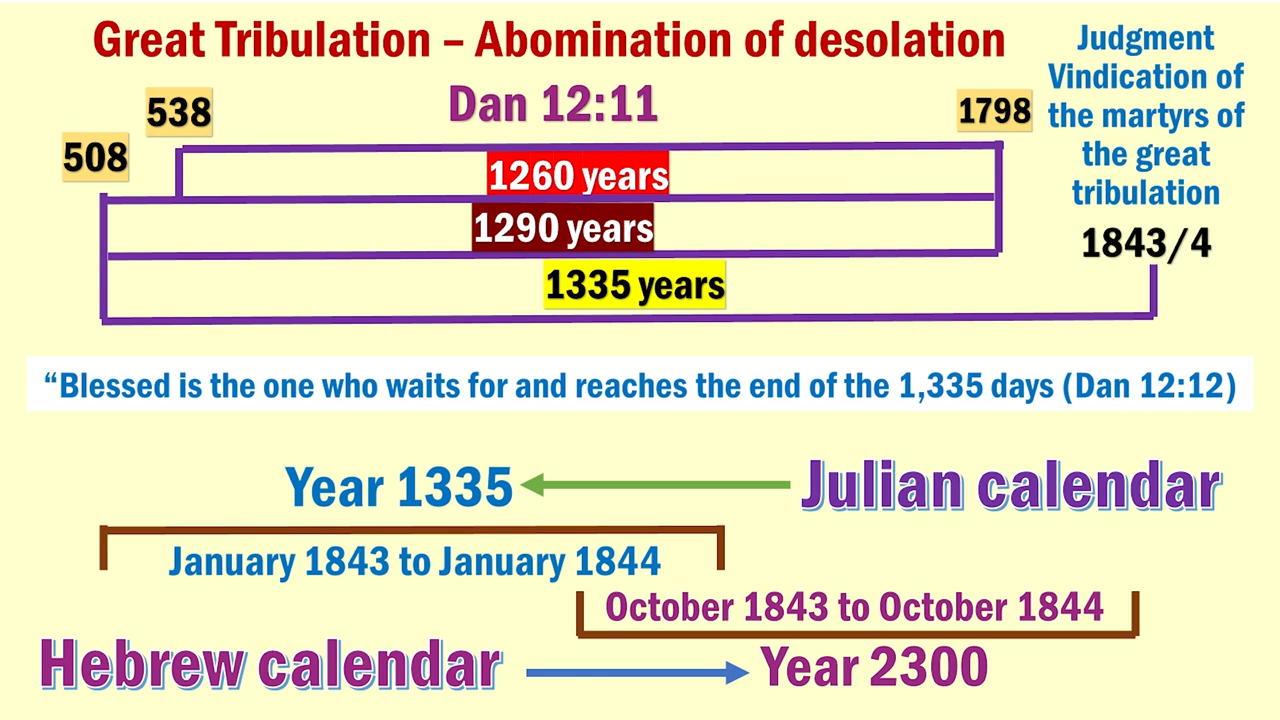 Great Tribulation – Abomination of desolation
Judgment
Vindication of
the martyrs of
the great
tribulation
1843/4
Dan 12:11
538
1798
508
1260 years
1290 years
1335 years
“Blessed is the one who waits for and reaches the end of the 1,335 days (Dan 12:12)
Year 1335
Julian calendar
January 1843 to January 1844
October 1843 to October 1844
Hebrew calendar
Year 2300